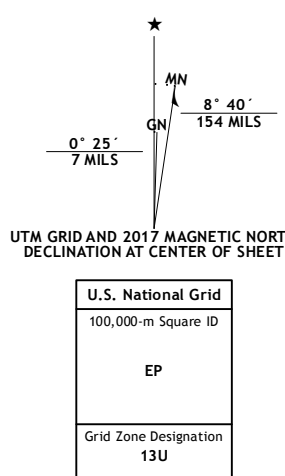 ★
MN
8° 40´
154 MILS
GN
0° 25´
7 MILS
UTM GRID AND 2017 MAGNETIC NORT
DECLINATION AT CENTER OF SHEET
U.S. National Grid
100,000-m Square ID
EP
Grid Zone Designation
13U